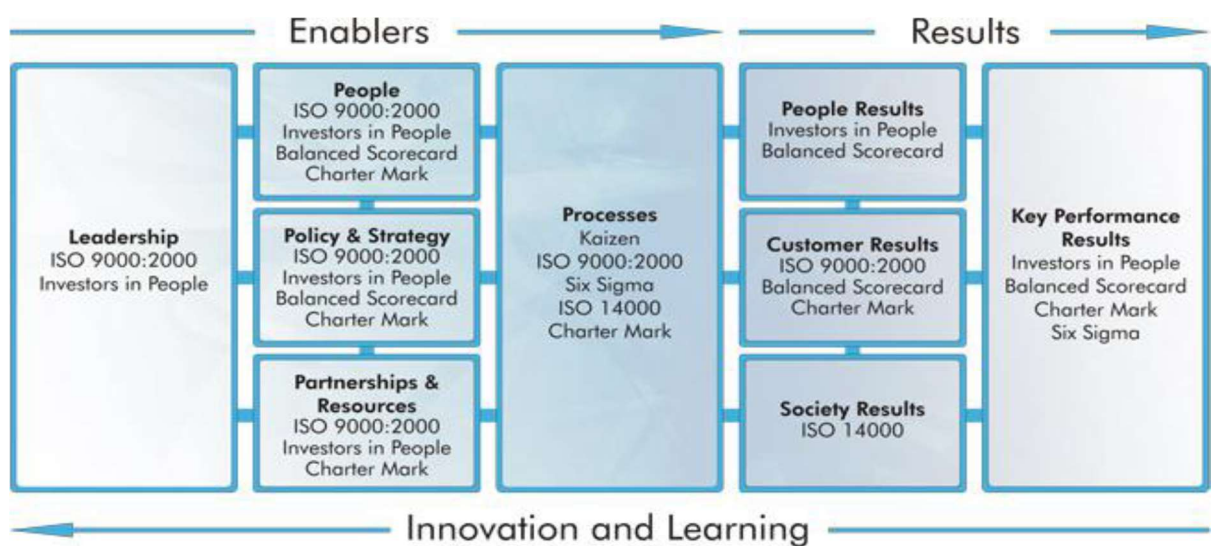 Enablers
Results
Leadership
ISO 9000:2000
Investors in People
People
ISO 9000:2000
Investors in People
Balanced Scorecard
Charter Mark
Policy & Strategy
ISO 9000:2000
Investors in People
Balanced Scorecard
Charter Mark
Partnerships &
Resources
ISO 9000:2000
Investors in People
Charter Mark
Processes
Kaizen
ISO 9000:2000
Six Sigma
ISO 14000
Charter Mark
People Results
Investors in People
Balanced Scorecard
Customer Results
ISO 9000:2000
Balanced Scorecard
Charter Mark
Society Results
ISO 14000
Key Performance
Results
Investors in People
Balanced Scorecard
Charter Mark
Six Sigma
Innovation and Learning